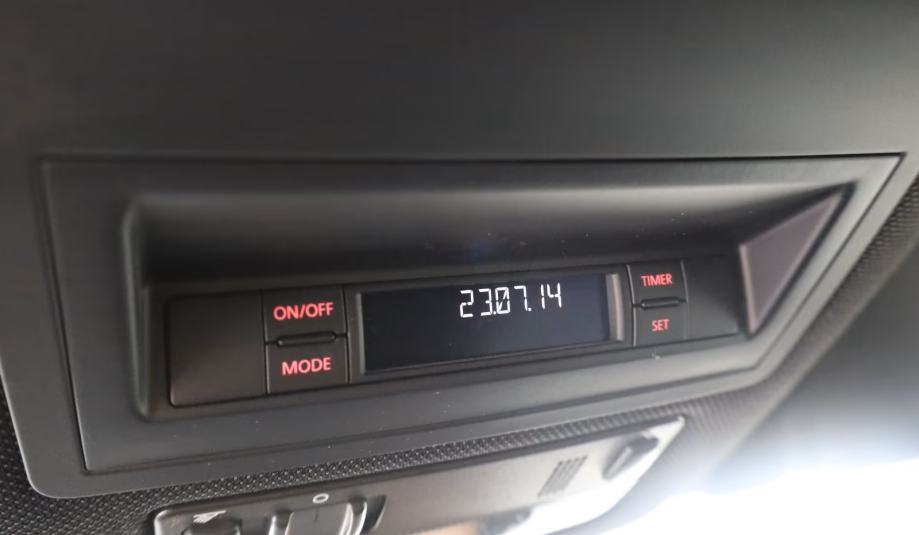 ON/OFF
MODE
23.07.14
TIMER
SET